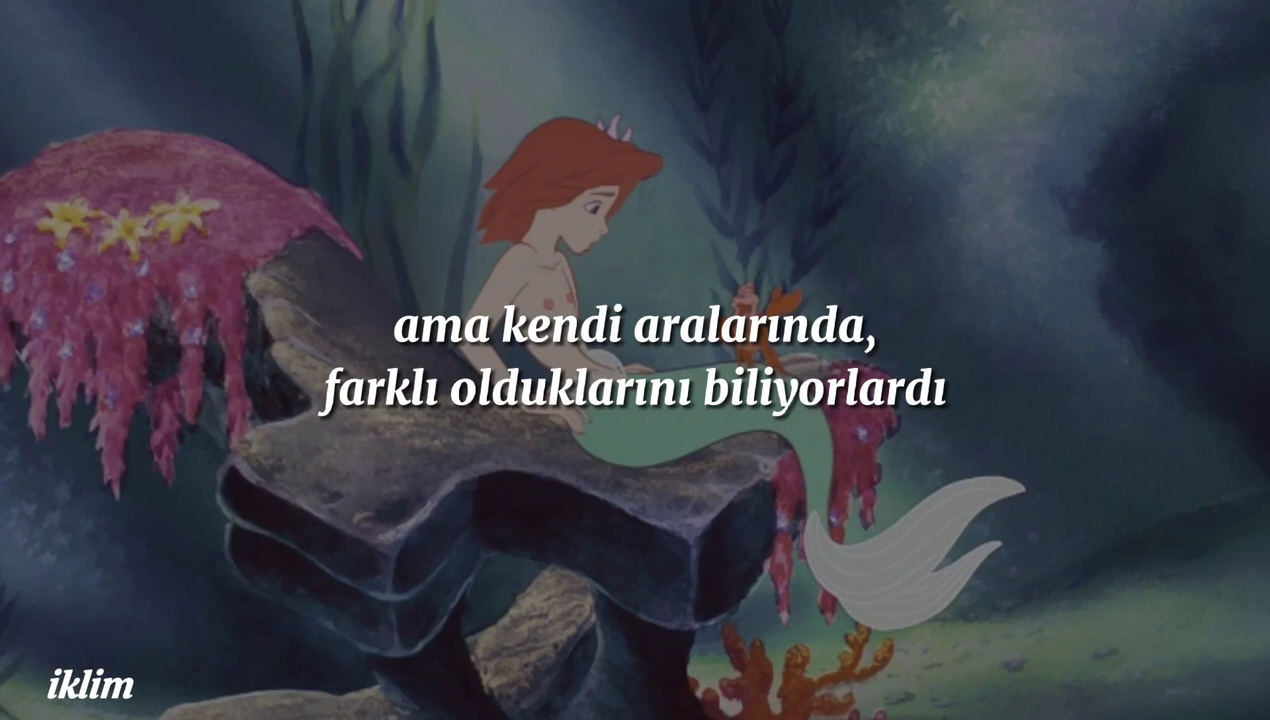 ama kendi aralarında,
farklı olduklarını biliyorlardı
iklim